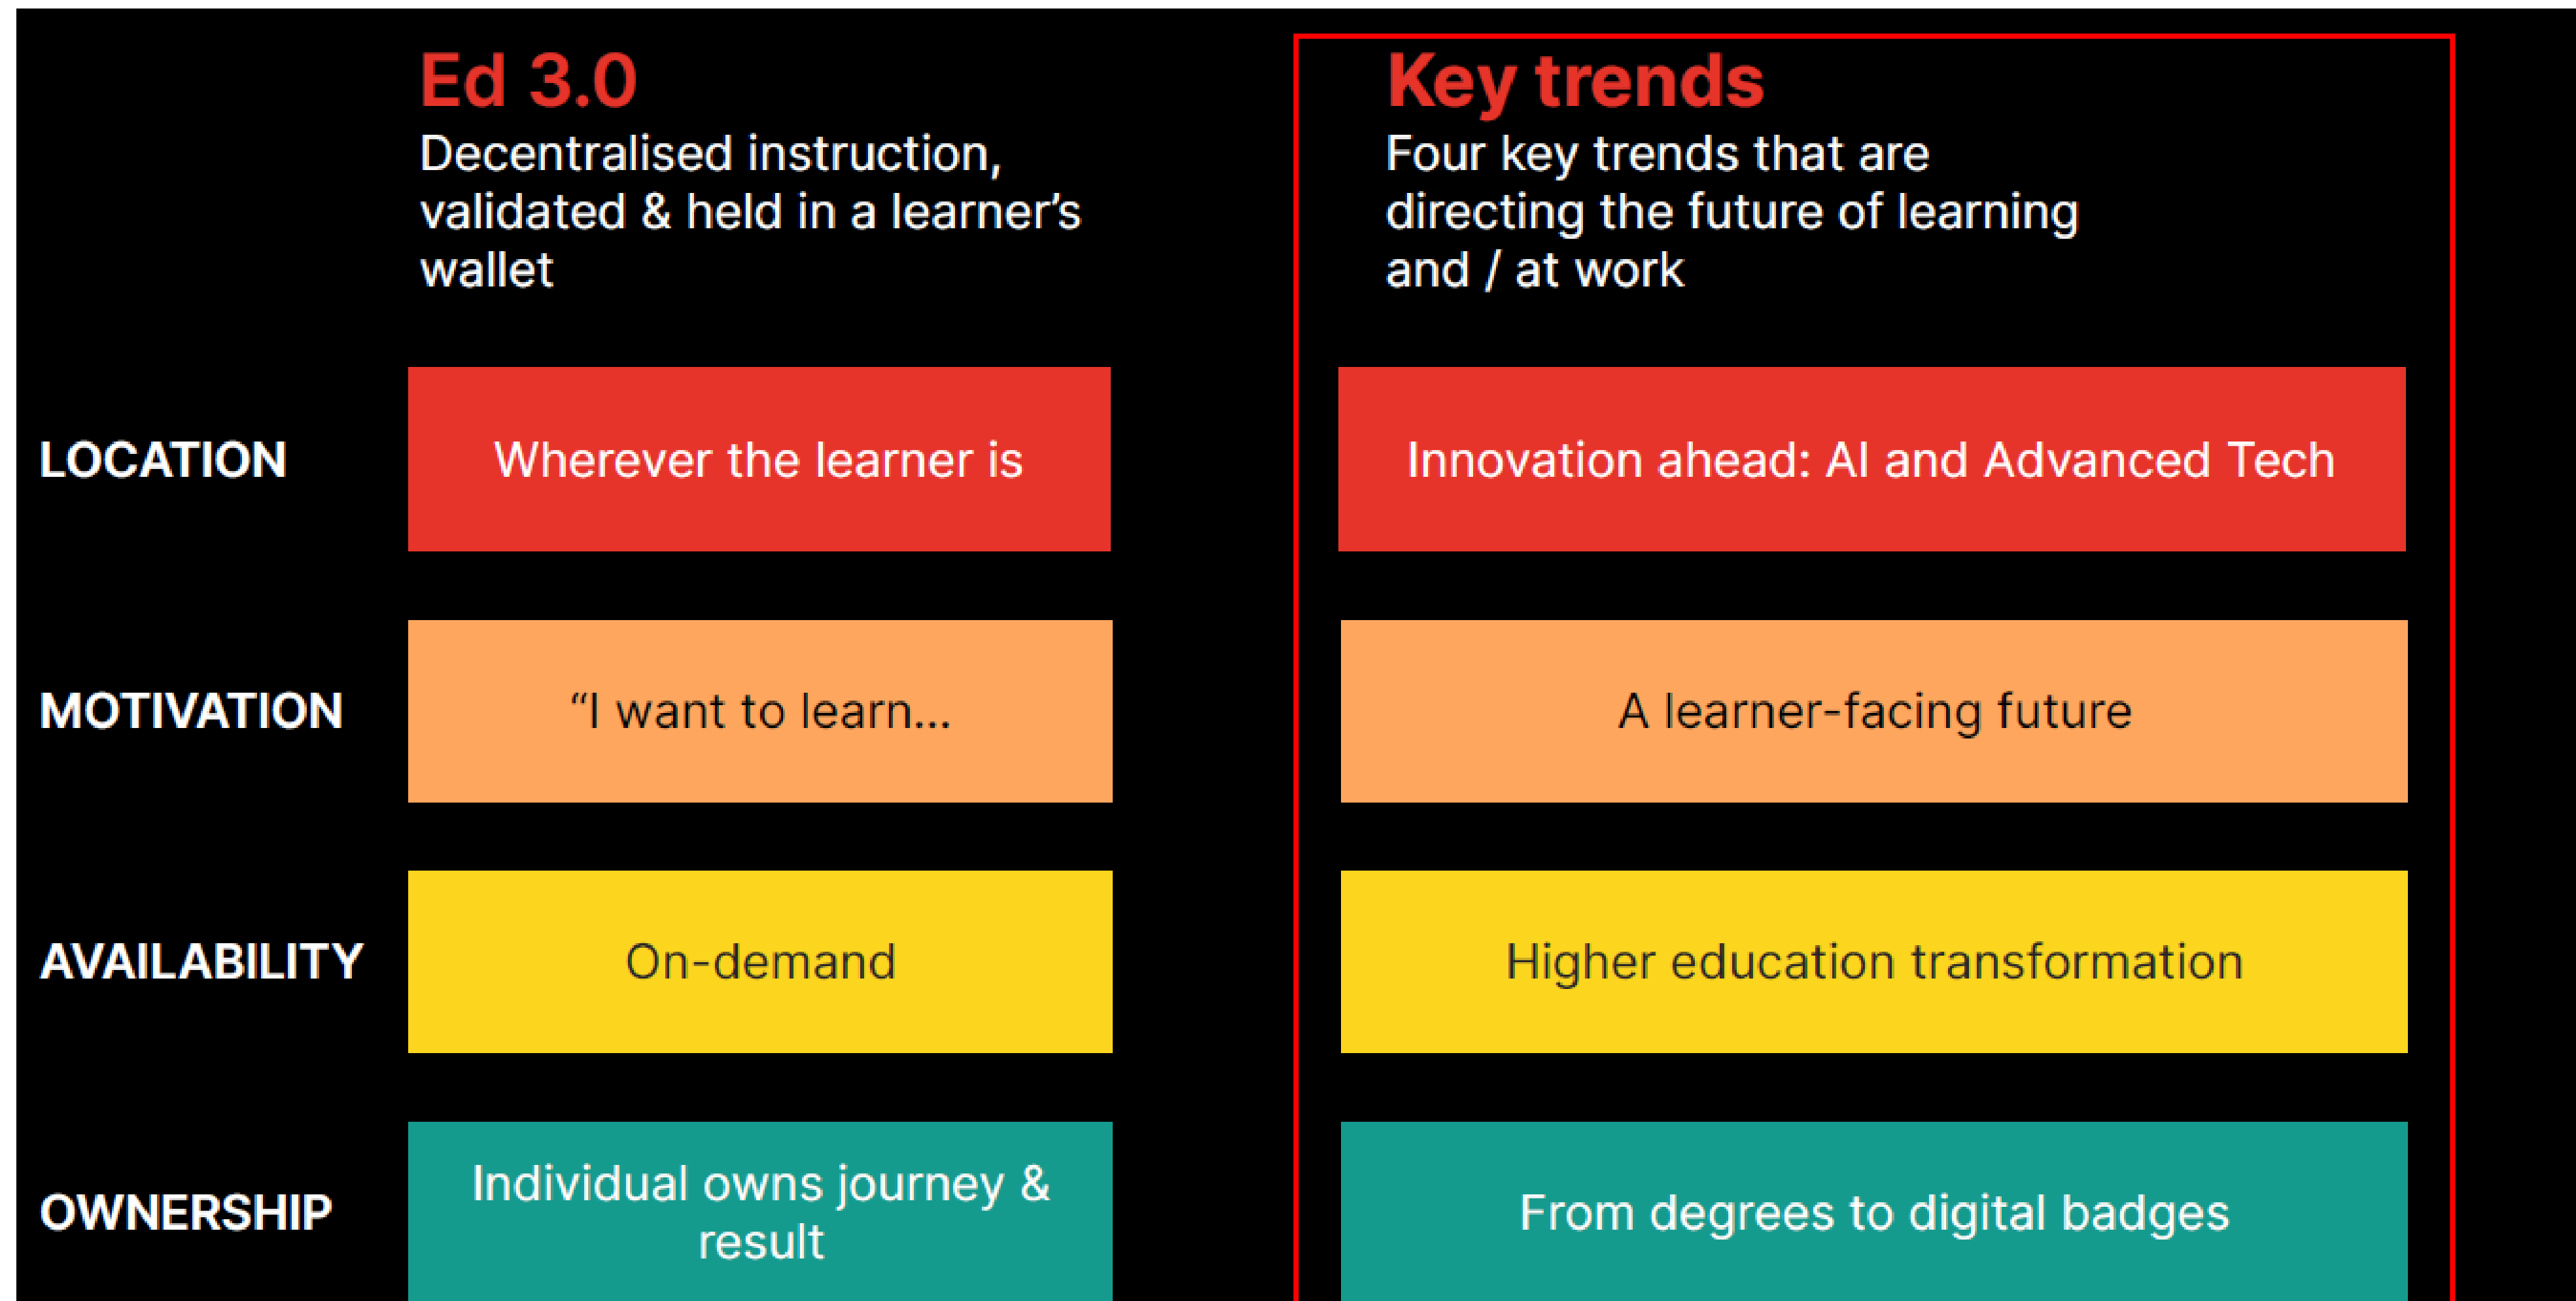 Ed 3.0
Decentralised instruction,
validated & held in a learner’s
wallet
Key trends
Four key trends that are
directing the future of learning
and / at work
LOCATION
Wherever the learner is
Innovation ahead: AI and Advanced Tech
MOTIVATION
“I want to learn...
A learner-facing future
AVAILABILITY
On-demand
Higher education transformation
OWNERSHIP
Individual owns journey &
result
From degrees to digital badges